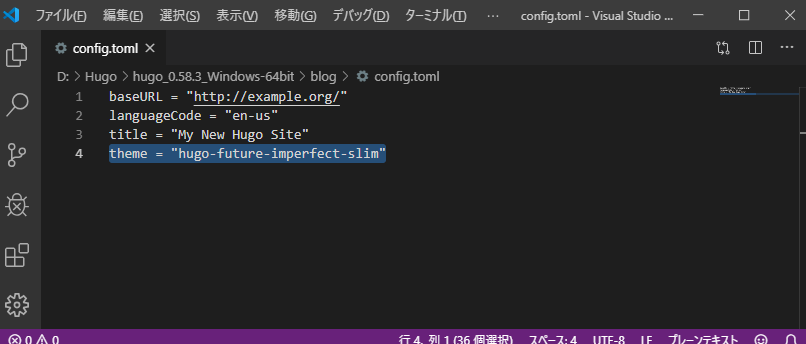 ファイル(F) 編集(E) 選択(S) 表示(V) 移動(G) デバッグ(D) ターミナル(T) ··· config.toml - Visual Studio
config.toml
D: > Hugo > hugo_0.58.3_Windows-64bit > blog > config.toml
1 baseURL = "http://example.org/"
2 languageCode = "en-us"
3 title = "My New Hugo Site"
4 theme = "hugo-future-imperfect-slim"
0 0 行 4、列 1 (36 個選択) スペース: 4 UTF-8 LF プレーンテキスト